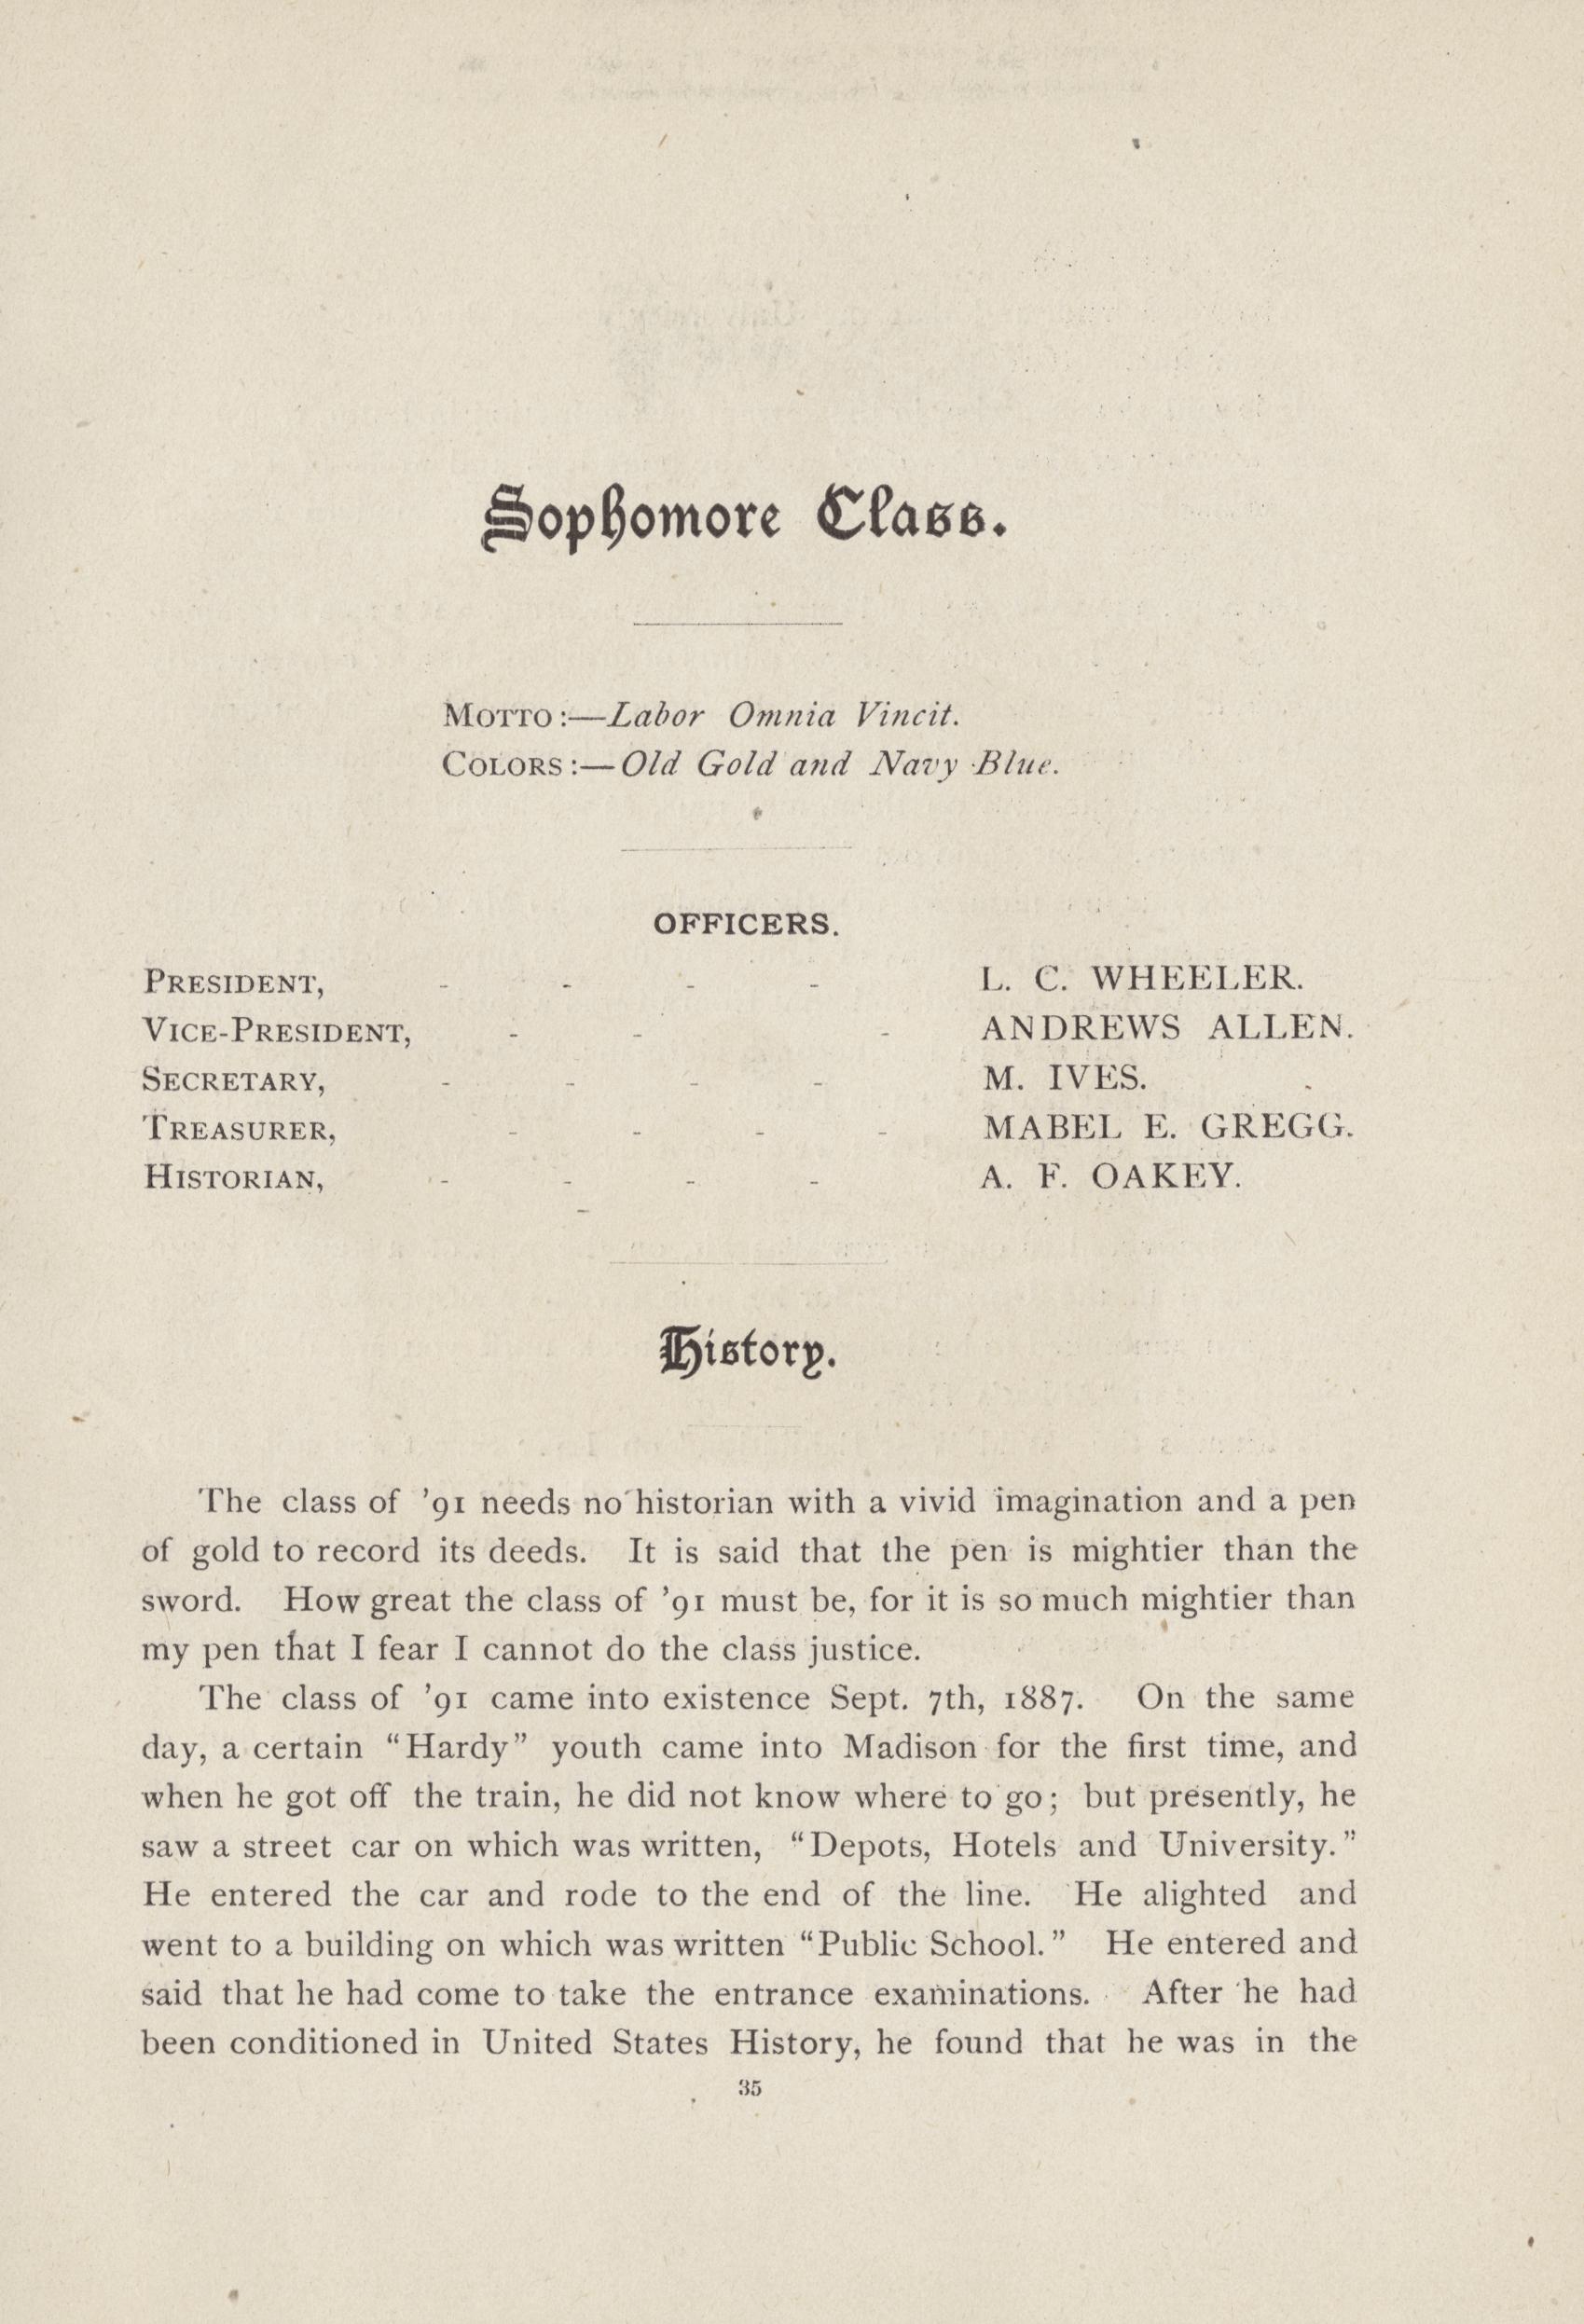 Sophomore Class.
MOTTO:—Labor Omnia Vincit.
COLORS:—Old Gold and Navy Blue.
OFFICERS.
PRESIDENT, - - - - L. C. WHEELER.
VICE-PRESIDENT, - - - ANDREWS ALLEN.
SECRETARY, - - - - M. IVES.
TREASURER, - - - - MABEL E. GREGG.
HISTORIAN, - - - - A. F. OAKEY.
History.
The class of ’91 needs no historian with a vivid imagination and a pen
of gold to record its deeds. It is said that the pen is mightier than the
sword. How great the class of ’91 must be, for it is so much mightier than
my pen that I fear I cannot do the class justice.
The class of ’91 came into existence Sept. 7th, 1887. On the same
day, a certain “Hardy” youth came into Madison for the first time, and
when he got off the train, he did not know where to go; but presently, he
saw a street car on which was written, “Depots, Hotels and University.”
He entered the car and rode to the end of the line. He alighted and
went to a building on which was written “Public School.” He entered and
said that he had come to take the entrance examinations. After he had
been conditioned in United States History, he found that he was in the
35